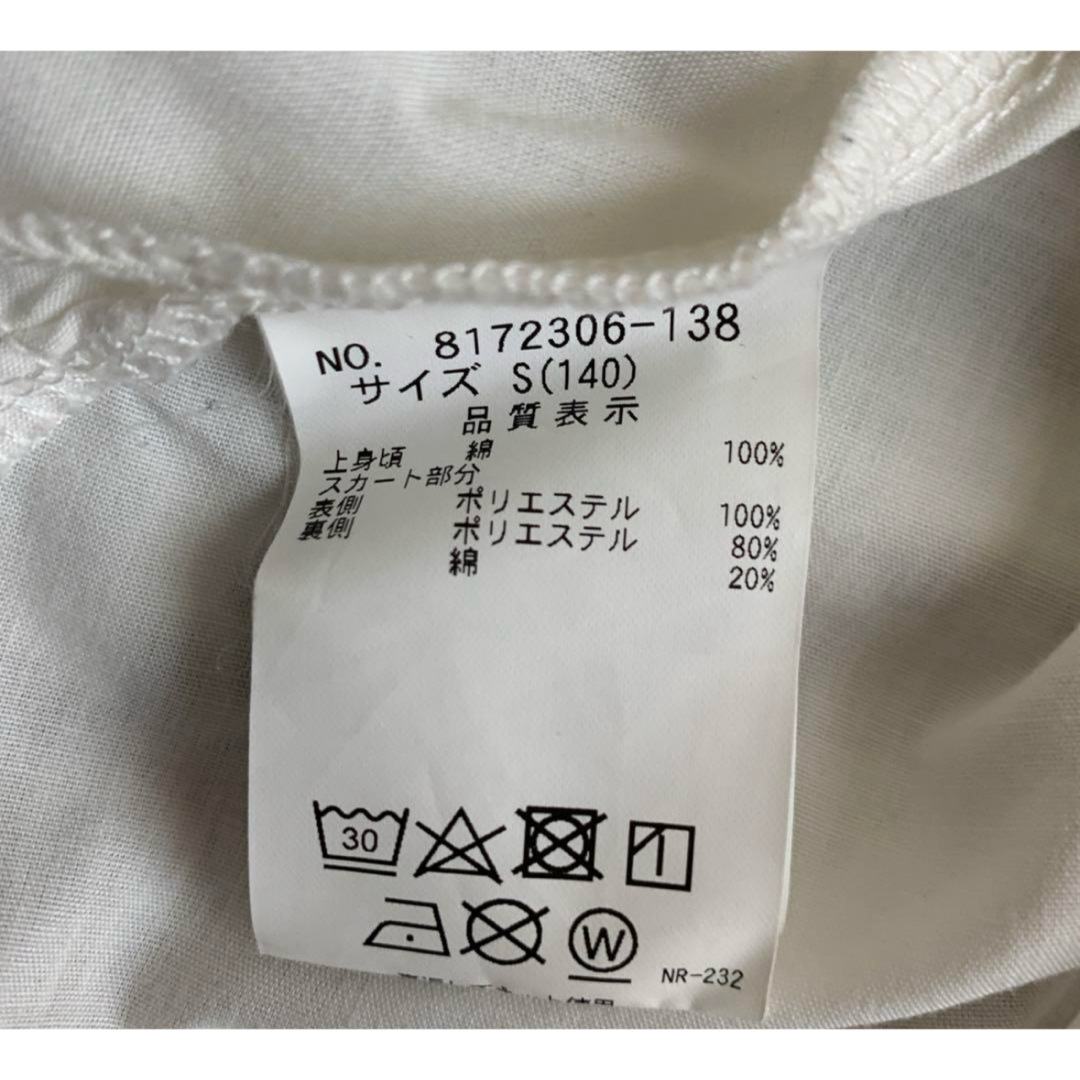 NO. 8172306-138
サイズ S(140)
品質表示
上身頃 綿 100%
スカート部分
表側 ポリエステル 100%
裏側 ポリエステル 80%
綿 20%
30
W
NR-232